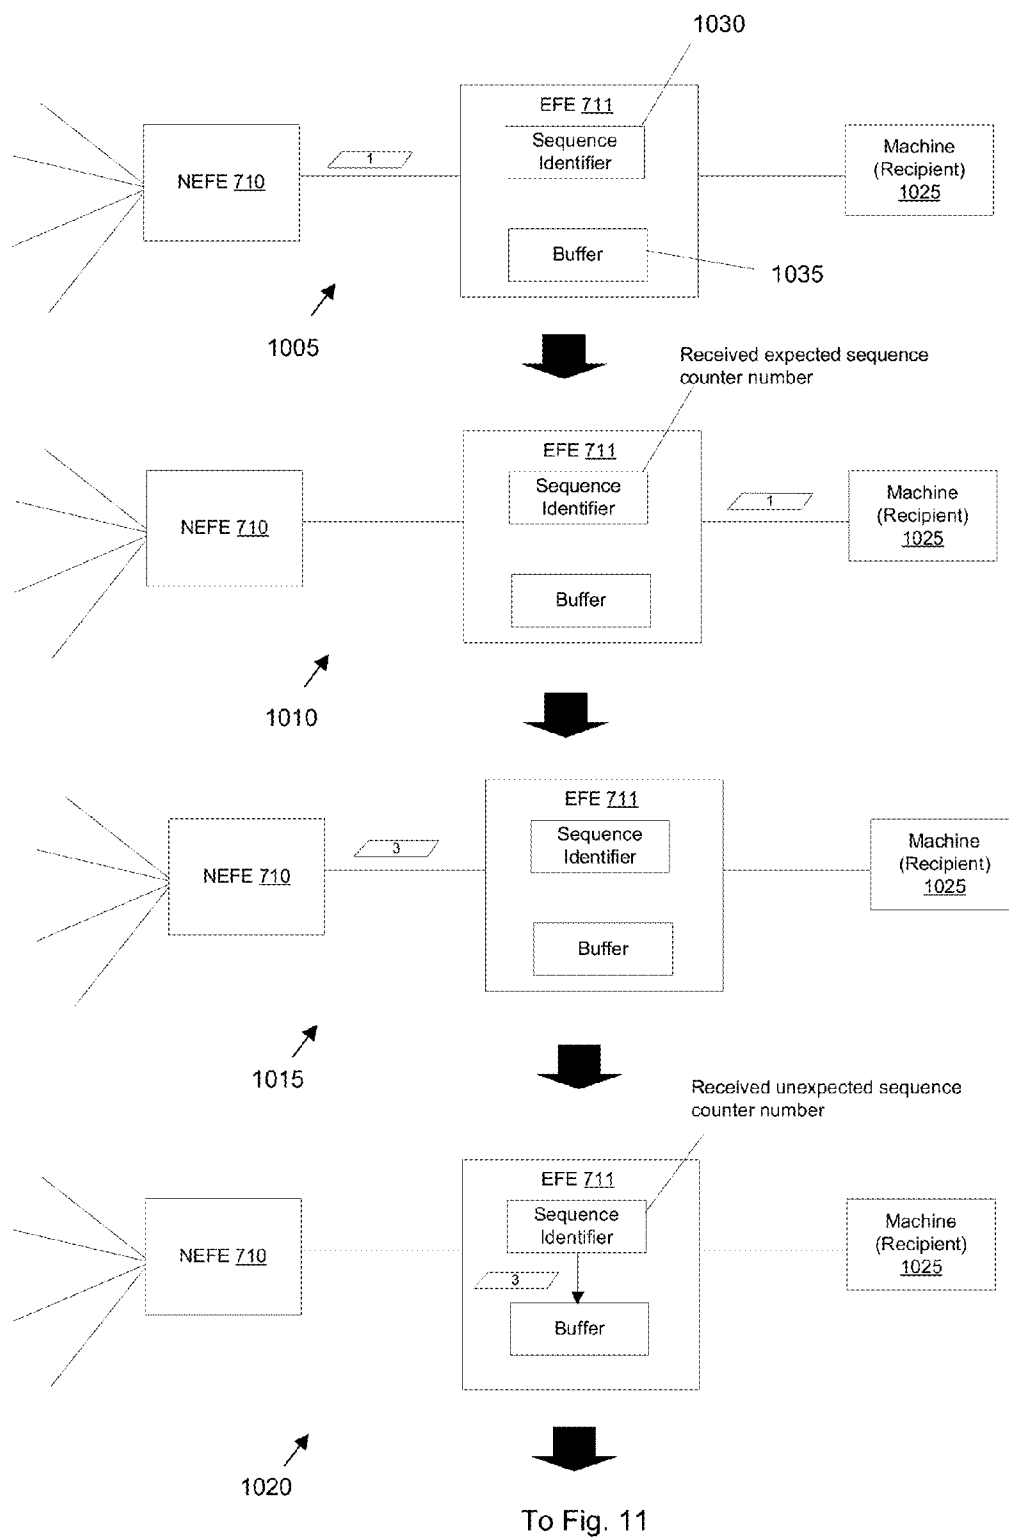 1030
EFE 711
Sequence
Identifier
1
NEFE 710
Machine
(Recipient)
1025
Buffer
1035
1005
Received expected sequence
counter number
EFE 711
Sequence
Identifier
Machine
(Recipient)
1025
1
NEFE 710
Buffer
1010
EFE 711
Sequence
Identifier
3
Machine
(Recipient)
1025
NEFE 710
Buffer
1015
Received unexpected sequence
counter number
EFE 711
Sequence
Identifier
Machine
(Recipient)
1025
NEFE 710
3
Buffer
1020
To Fig. 11